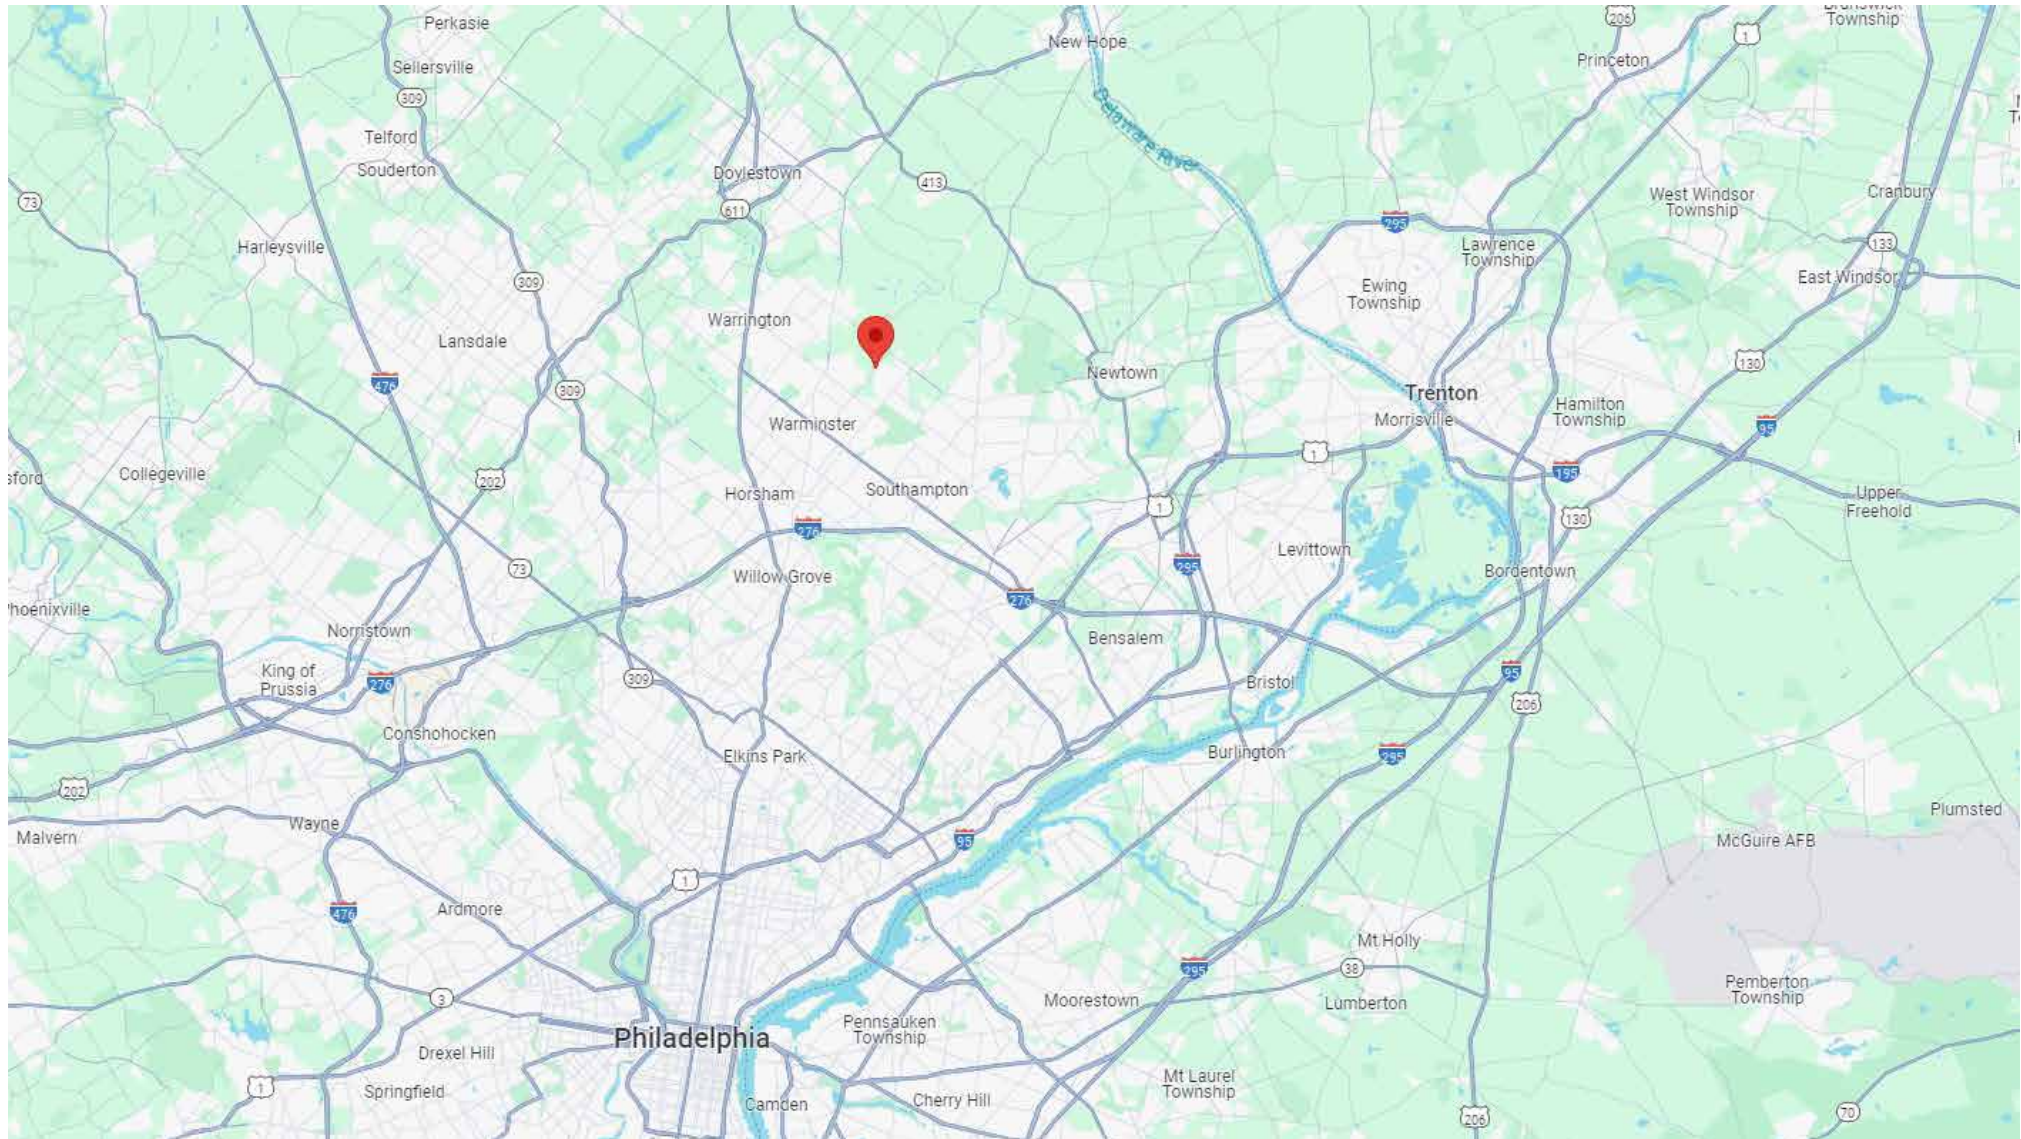 Perkasie
New Hope
206
1
Township
Princeton
Sellersville
309
Telford
Souderton
Delaware River
Doylestown
413
73
611
West Windsor
Township
Cranbury
Harleysville
295
Lawrence
Township
133
309
Ewing
Township
East Windsor
Warrington
Lansdale
476
309
Newtown
130
Trenton
Morrisville
Hamilton
Township
Warminster
95
1
Collegeville
202
Horsham
Southampton
195
Upper
Freehold
1
130
276
295
Levittown
73
Willow Grove
Bordentown
276
Norristown
Bensalem
King of
Prussia
276
309
Bristol
95
206
Conshohocken
Elkins Park
Burlington
295
202
Wayne
Malvern
95
McGuire AFB
Plumsted
1
476
Ardmore
Mt Holly
295
38
3
Moorestown
Lumberton
Pemberton
Township
Philadelphia
Pennsauken
Township
Drexel Hill
1
Springfield
Camden
Cherry Hill
Mt Laurel
Township
206
70